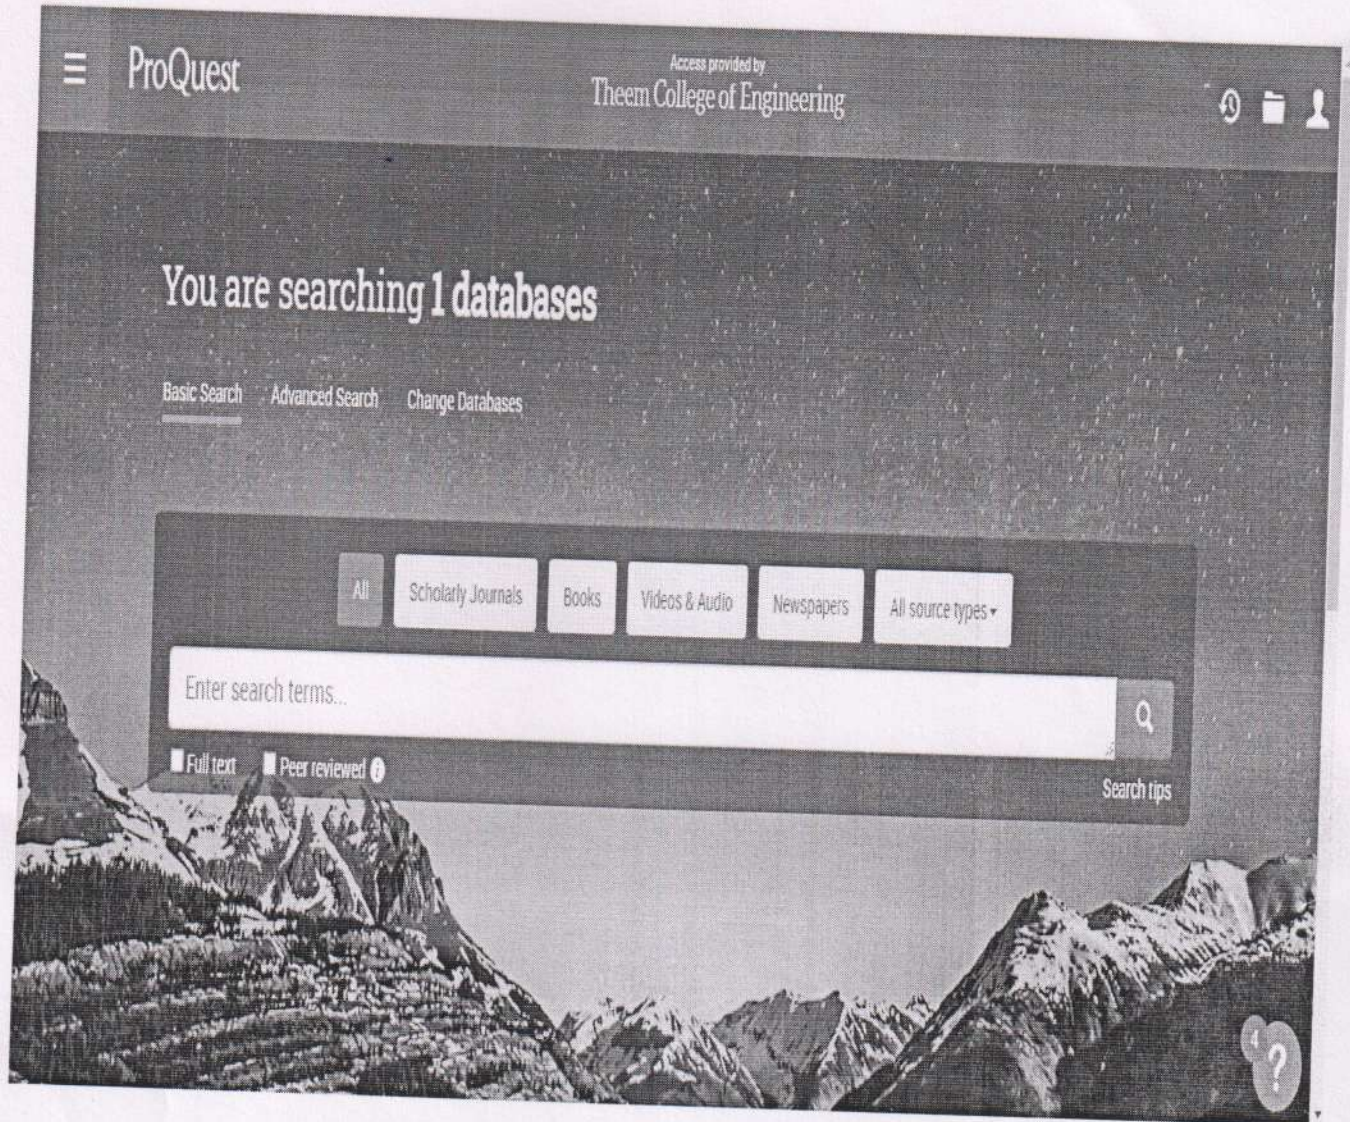 ProQuest
Access provided by
Theem College of Engineering
You are searching 1 databases
Basic Search Advanced Search Change Databases
All Scholarly Journals Books Videos & Audio Newspapers All source types
Enter search terms...
Full text Peer reviewed i
Search tips
4 ?